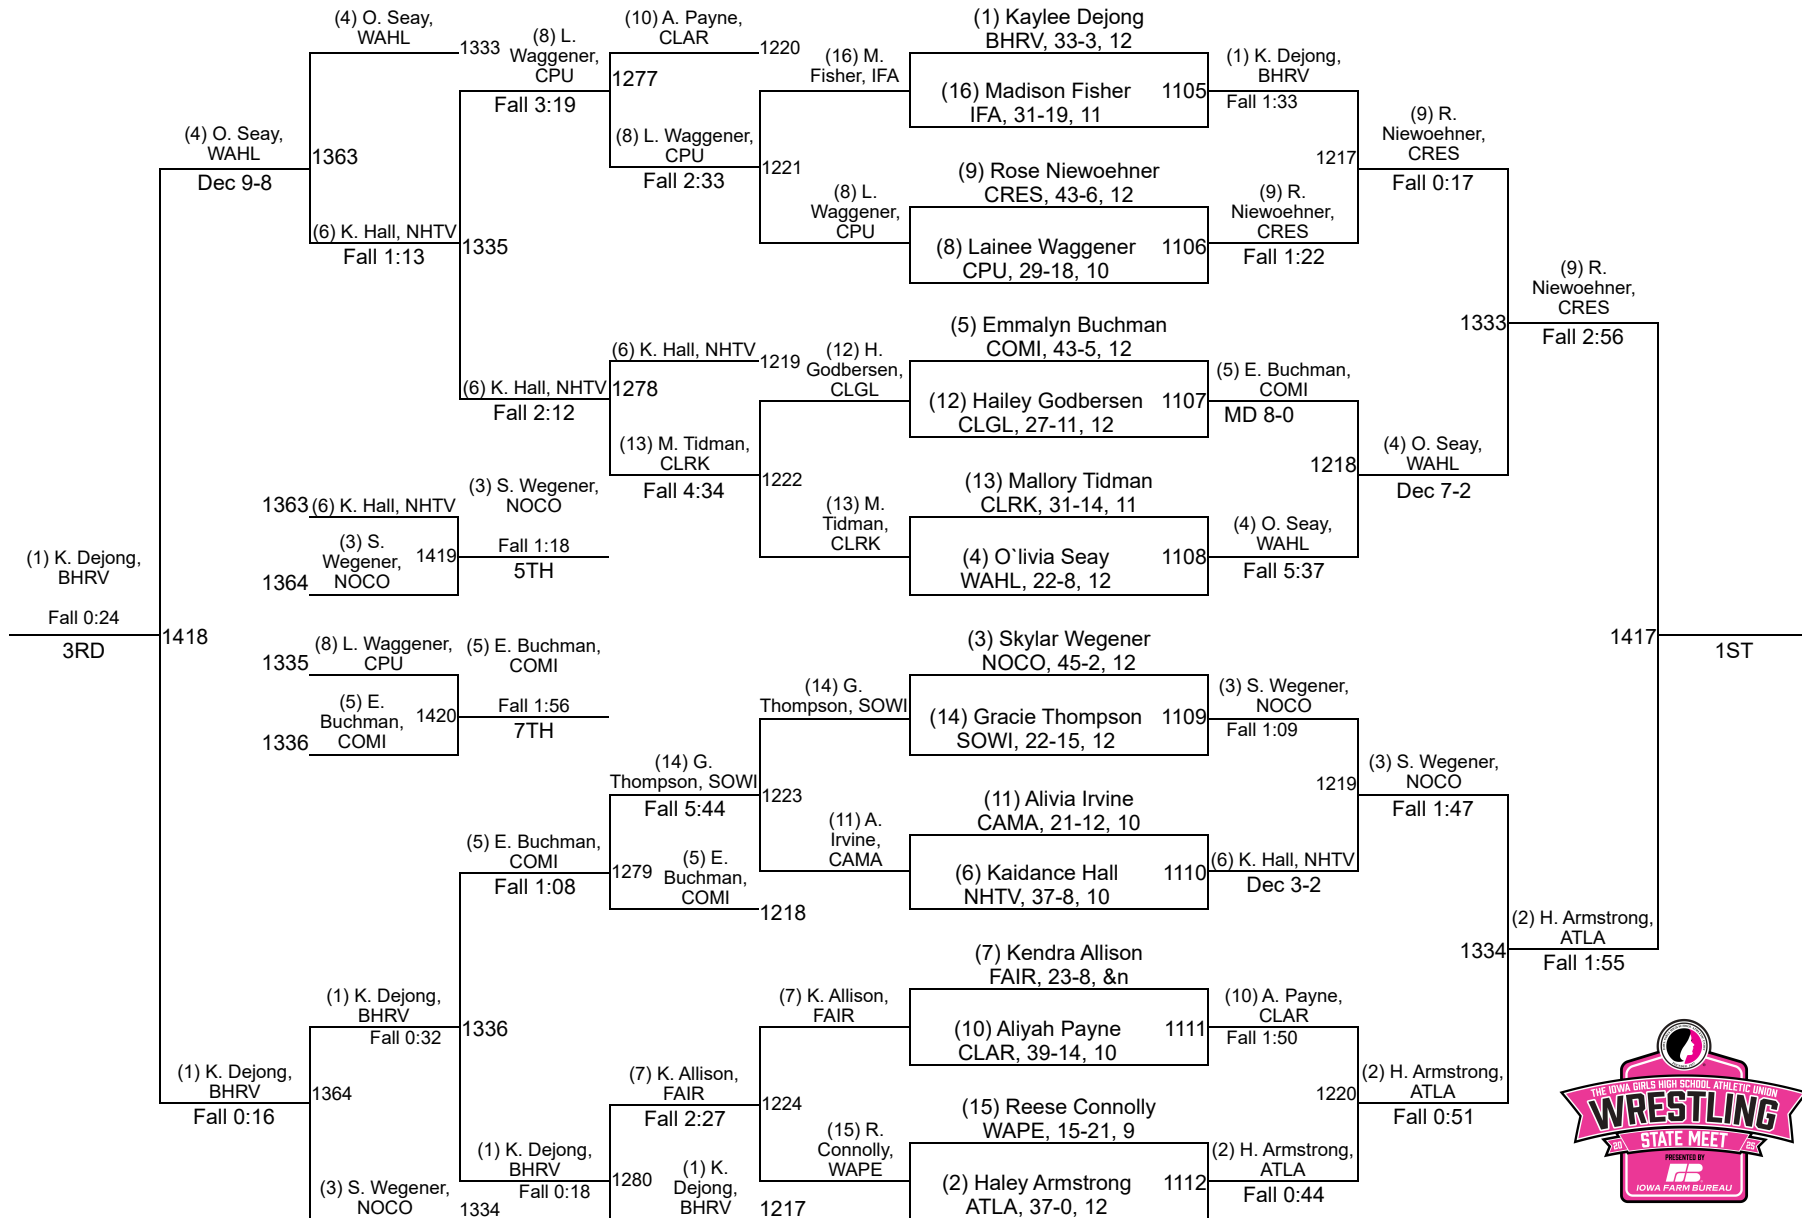 (4) O. Seay,
WAHL
1333
(8) L.
Waggener,
CPU
Fall 3:19
(10) A. Payne,
CLAR
1220
1277
(8) L. Waggener,
CPU
Fall 2:33
1221
(16) M.
Fisher, IFA
(8) L.
Waggener,
CPU
(1) Kaylee Dejong
BHRV, 33-3, 12
(16) Madison Fisher
IFA, 31-19, 11
1105
(1) K. Dejong,
BHRV
Fall 1:33
(9) Rose Niewoehner
CRES, 43-6, 12
(8) Lainee Waggener
CPU, 29-18, 10
1106
(9) R.
Niewoehner,
CRES
Fall 1:22
1217
(9) R.
Niewoehner,
CRES
Fall 0:17
(4) O. Seay,
WAHL
Dec 9-8
1363
(6) K. Hall, NHTV
Fall 1:13
1335
(6) K. Hall, NHTV
Fall 2:12
(6) K. Hall, NHTV
1219
1278
(13) M. Tidman,
CLRK
Fall 4:34
1222
(12) H.
Godbersen,
CLGL
(13) M.
Tidman,
CLRK
(5) Emmalyn Buchman
COMI, 43-5, 12
(12) Hailey Godbersen
CLGL, 27-11, 12
1107
(5) E. Buchman,
COMI
MD 8-0
(13) Mallory Tidman
CLRK, 31-14, 11
(4) O`livia Seay
WAHL, 22-8, 12
1108
(4) O. Seay,
WAHL
Fall 5:37
1218
(4) O. Seay,
WAHL
Dec 7-2
1333
(9) R.
Niewoehner,
CRES
Fall 2:56
1363
(6) K. Hall, NHTV
(3) S.
Wegener,
NOCO
1364
1419
(3) S. Wegener,
NOCO
Fall 1:18
5TH
(1) K. Dejong,
BHRV
Fall 0:24
3RD
1418
1335
(8) L. Waggener,
CPU
(5) E.
Buchman,
COMI
1336
1420
(5) E. Buchman,
COMI
Fall 1:56
7TH
1417
1ST
(14) G.
Thompson, SOWI
Fall 5:44
1223
(14) G.
Thompson, SOWI
(11) A.
Irvine,
CAMA
(3) Skylar Wegener
NOCO, 45-2, 12
(14) Gracie Thompson
SOWI, 22-15, 12
1109
(3) S. Wegener,
NOCO
Fall 1:09
(11) Alivia Irvine
CAMA, 21-12, 10
(6) Kaidance Hall
NHTV, 37-8, 10
1110
(6) K. Hall, NHTV
Dec 3-2
1219
(3) S. Wegener,
NOCO
Fall 1:47
(5) E. Buchman,
COMI
Fall 1:08
1279
(5) E.
Buchman,
COMI
1218
1334
(2) H. Armstrong,
ATLA
Fall 1:55
(1) K. Dejong,
BHRV
Fall 0:32
1336
(1) K. Dejong,
BHRV
Fall 0:16
1364
(3) S. Wegener,
NOCO
1334
(1) K. Dejong,
BHRV
Fall 0:18
1280
(7) K. Allison,
FAIR
Fall 2:27
1224
(1) K.
Dejong,
BHRV
1217
(7) K. Allison,
FAIR
(15) R.
Connolly,
WAPE
(7) Kendra Allison
FAIR, 23-8, &n
(10) Aliyah Payne
CLAR, 39-14, 10
1111
(10) A. Payne,
CLAR
Fall 1:50
(15) Reese Connolly
WAPE, 15-21, 9
(2) Haley Armstrong
ATLA, 37-0, 12
1112
(2) H. Armstrong,
ATLA
Fall 0:44
1220
(2) H. Armstrong,
ATLA
Fall 0:51
THE IOWA GIRLS HIGH SCHOOL ATHLETIC UNION
WRESTLING
20 STATE MEET 25
PRESENTED BY
FB
IOWA FARM BUREAU